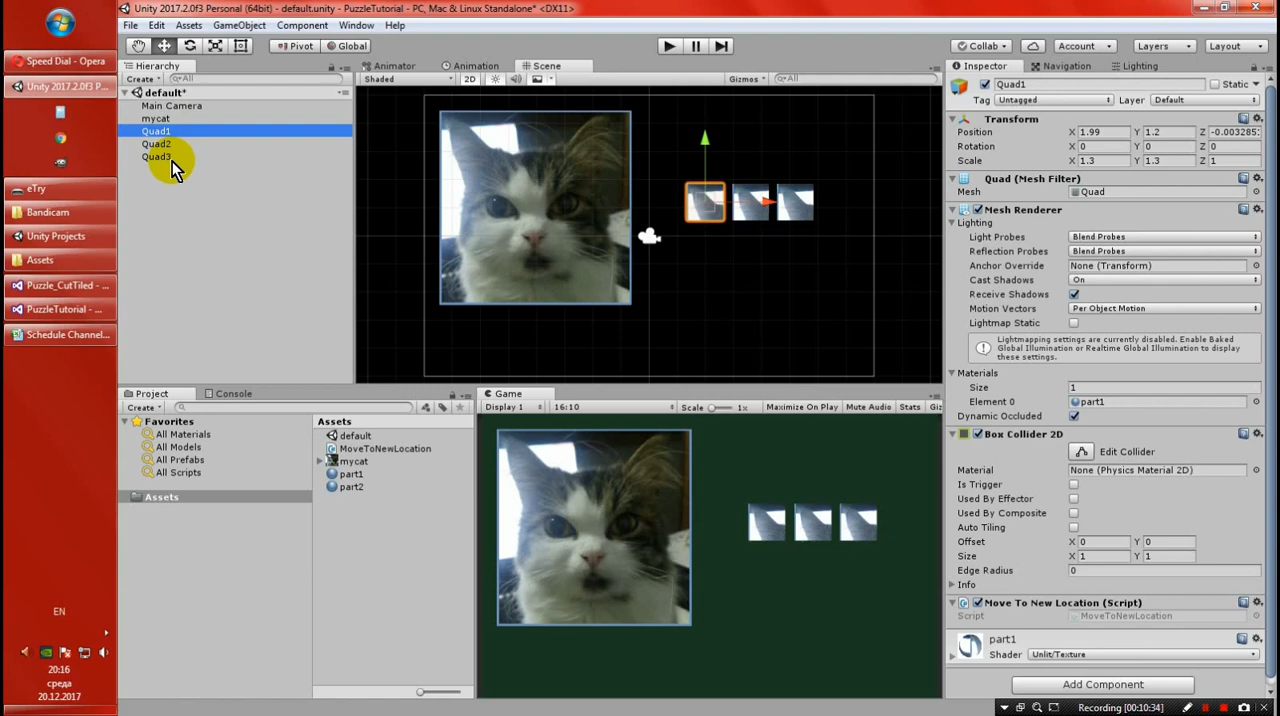 Unity 2017.2.0f3 Personal (64bit) - default.unity - PuzzleTutorial - PC, Mac & Linux Standalone* <DX11>
File Edit Assets GameObject Component Window Help
Pivot Global Collab Account Layers Layout
Speed Dial - Opera
Unity 2017.2.0f3 P...
eTry
Bandicam
Unity Projects
Assets
Puzzle_CutTiled - ...
PuzzleTutorial - ...
Schedule Channel...
EN
20:16
среда
20.12.2017
Hierarchy
Create All
default*
Main Camera
mycat
Quad1
Quad2
Quad3
Animator Animation Scene
Shaded 2D Gizmos All
Project Console
Create
Favorites
All Materials
All Models
All Prefabs
All Scripts
Assets
Assets
default
MoveToNewLocation
mycat
part1
part2
Game
Display 1 16:10 Scale 1x Maximize On Play Mute Audio Stats Giz
Inspector Navigation Lighting
Quad1 Static
Tag Untagged Layer Default
Transform
Position X 1.99 Y 1.2 Z -0.003285
Rotation X 0 Y 0 Z 0
Scale X 1.3 Y 1.3 Z 1
Quad (Mesh Filter)
Mesh Quad
Mesh Renderer
Lighting
Light Probes Blend Probes
Reflection Probes Blend Probes
Anchor Override None (Transform)
Cast Shadows On
Receive Shadows
Motion Vectors Per Object Motion
Lightmap Static
Lightmapping settings are currently disabled. Enable Baked
Global Illumination or Realtime Global Illumination to display
these settings.
Materials
Size 1
Element 0 part1
Dynamic Occluded
Box Collider 2D
Edit Collider
Material None (Physics Material 2D)
Is Trigger
Used By Effector
Used By Composite
Auto Tiling
Offset X 0 Y 0
Size X 1 Y 1
Edge Radius 0
Info
Move To New Location (Script)
Script MoveToNewLocation
part1
Shader Unlit/Texture
Add Component
Recording [00:10:34]